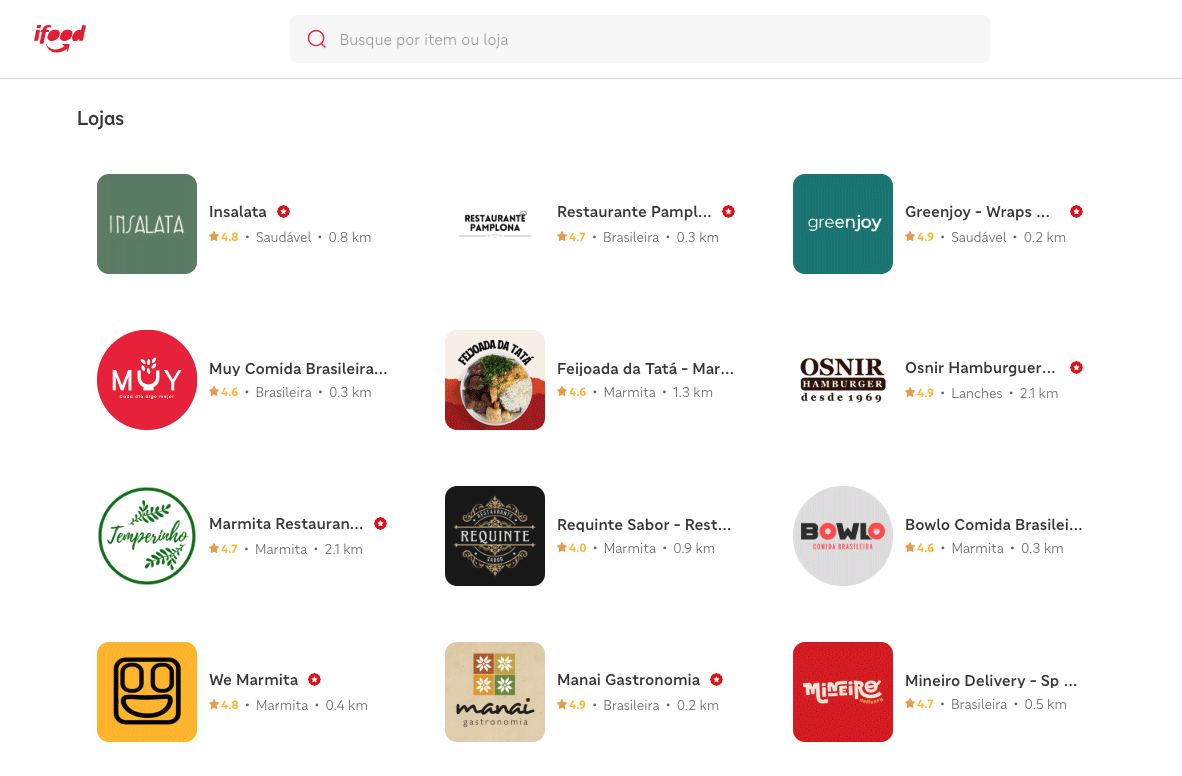 ifood
Busque por item ou loja
Lojas
INSALATA
Insalata
4.8 • Saudável • 0.8 km
RESTAURANTE
PAMPLONA
Restaurante Pampl...
4.7 • Brasileira • 0.3 km
greenjoy
Greenjoy - Wraps ...
4.9 • Saudável • 0.2 km
MUY
Cada día algo mejor
Muy Comida Brasileira...
4.6 • Brasileira • 0.3 km
FEIJOADA DA TATÁ
Feijoada da Tatá - Mar...
4.6 • Marmita • 1.3 km
OSNIR
HAMBURGER
desde 1969
Osnir Hamburguer...
4.9 • Lanches • 2.1 km
Temperinho
Marmita Restauran...
4.7 • Marmita • 2.1 km
RESTAURANTE
REQUINTE
SABOR
Requinte Sabor - Rest...
4.0 • Marmita • 0.9 km
BOWLO
COMIDA BRASILEIRA
Bowlo Comida Brasilei...
4.6 • Marmita • 0.3 km
We Marmita
4.8 • Marmita • 0.4 km
manai
gastronomia
Manai Gastronomia
4.9 • Brasileira • 0.2 km
MiNEiRO
delivery
Mineiro Delivery - Sp ...
4.7 • Brasileira • 0.5 km